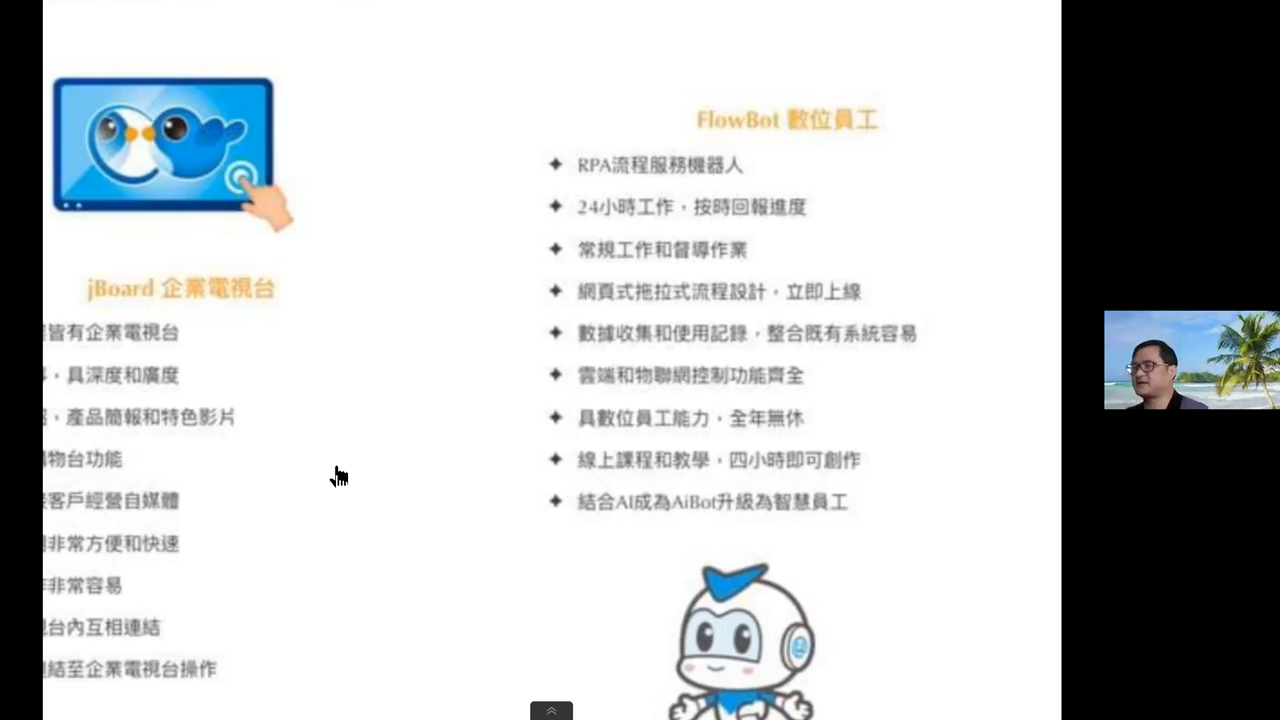 jBoard 企業電視台
皆有企業電視台
，具深度和廣度
，產品簡報和特色影片
物台功能
客戶經營自媒體
非常方便和快速
非常容易
台內互相連結
結至企業電視台操作
FlowBot 數位員工
RPA流程服務機器人
24小時工作，按時回報進度
常規工作和督導作業
網頁式拖拉式流程設計，立即上線
數據收集和使用記錄，整合既有系統容易
雲端和物聯網控制功能齊全
具數位員工能力，全年無休
線上課程和教學，四小時即可創作
結合AI成為AiBot升級為智慧員工